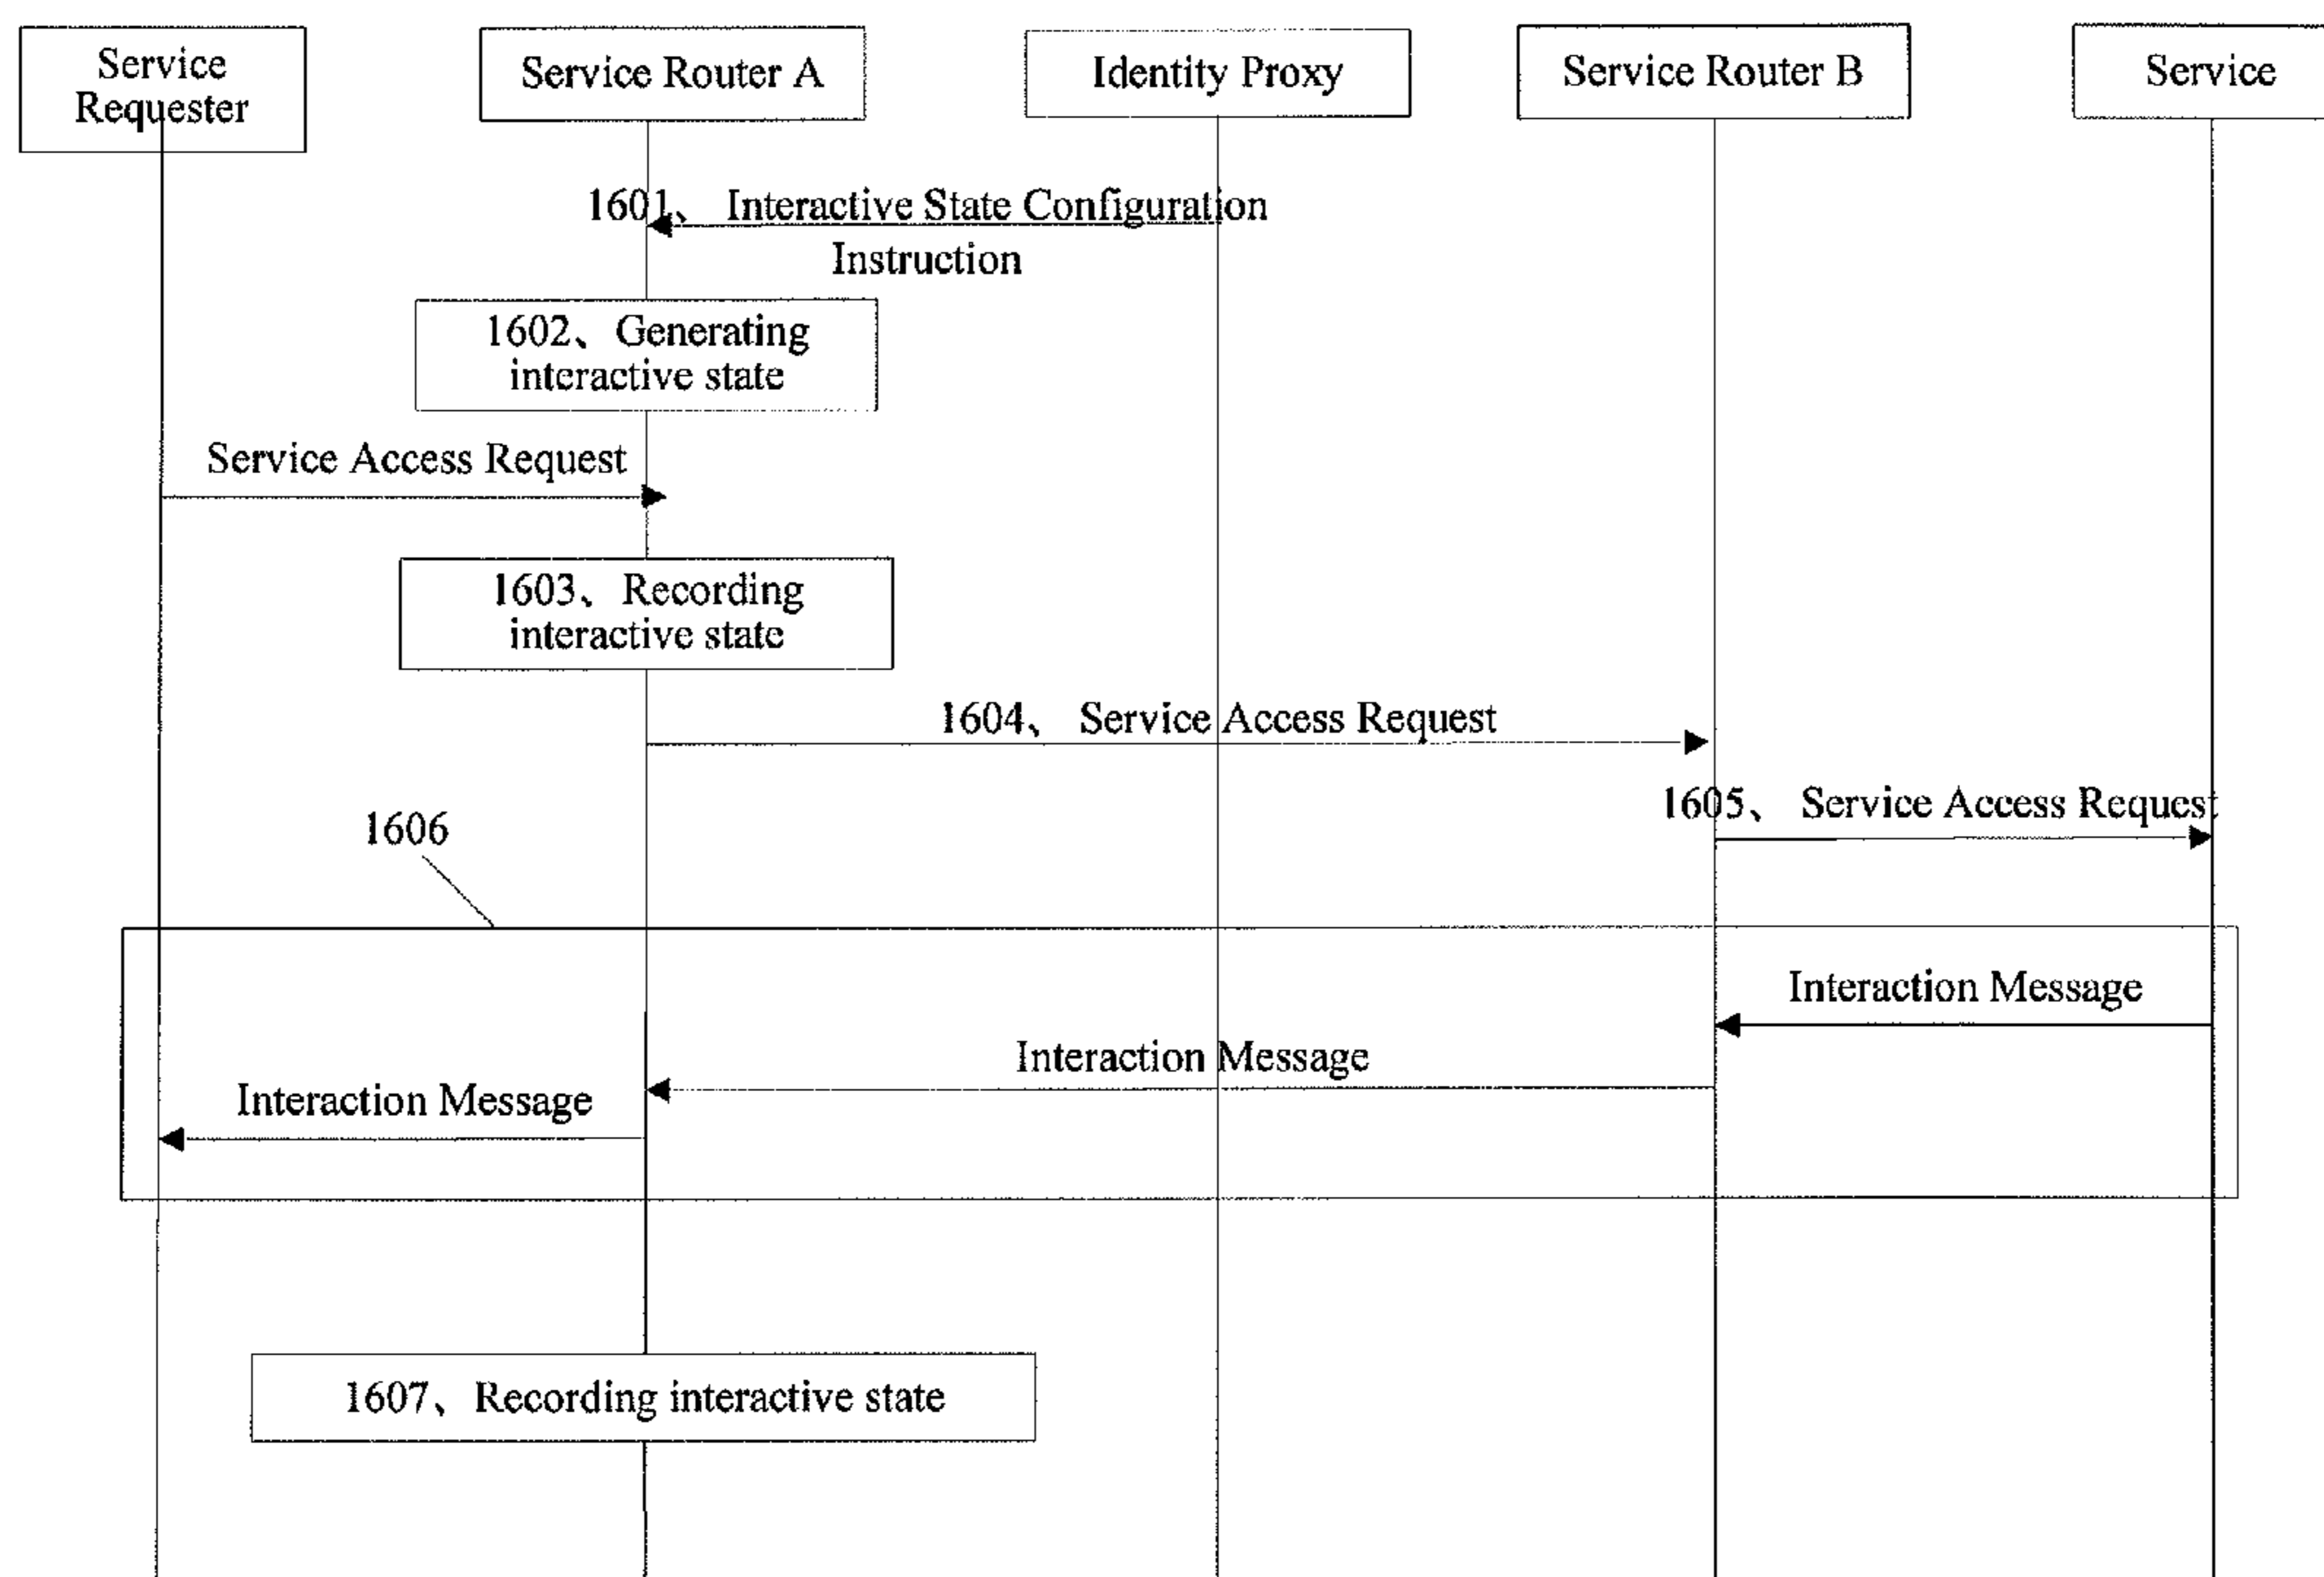 Service
Requester
Service Router A
Identity Proxy
Service Router B
Service
1601、 Interactive State Configuration
Instruction
1602、Generating
interactive state
Service Access Request
1603、Recording
interactive state
1604、 Service Access Request
1605、 Service Access Request
1606
Interaction Message
Interaction Message
Interaction Message
1607、Recording interactive state